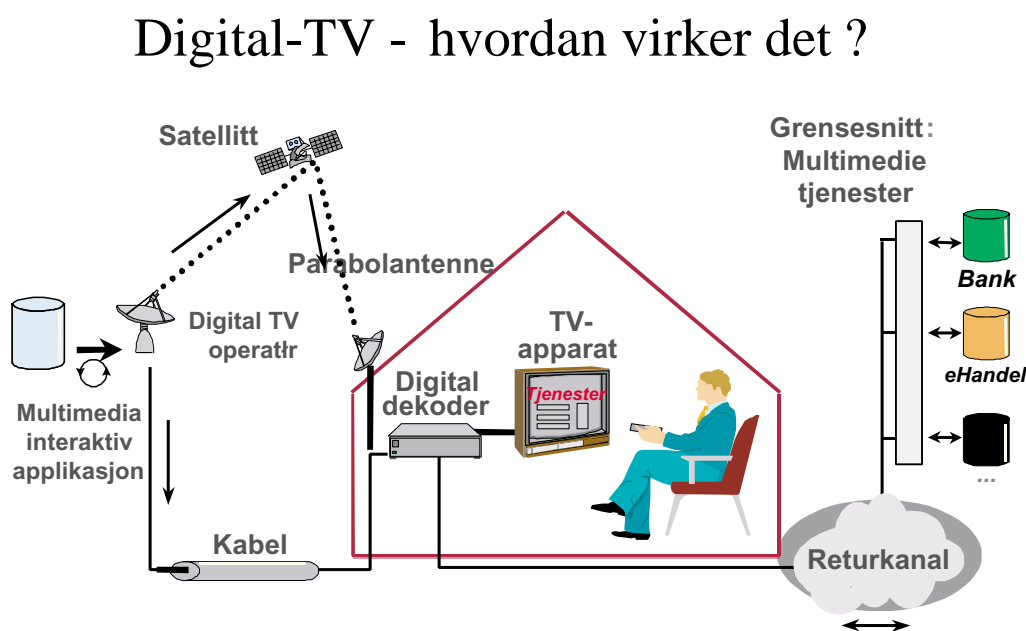 Digital-TV - hvordan virker det ?
Satellitt
Grensesnitt:
Multimedie
tjenester
Parabolantenne
Bank
Digital TV
operatłr
TV-
apparat
Digital
dekoder
Tjenester
eHandel
Multimedia
interaktiv
applikasjon
...
Kabel
Returkanal